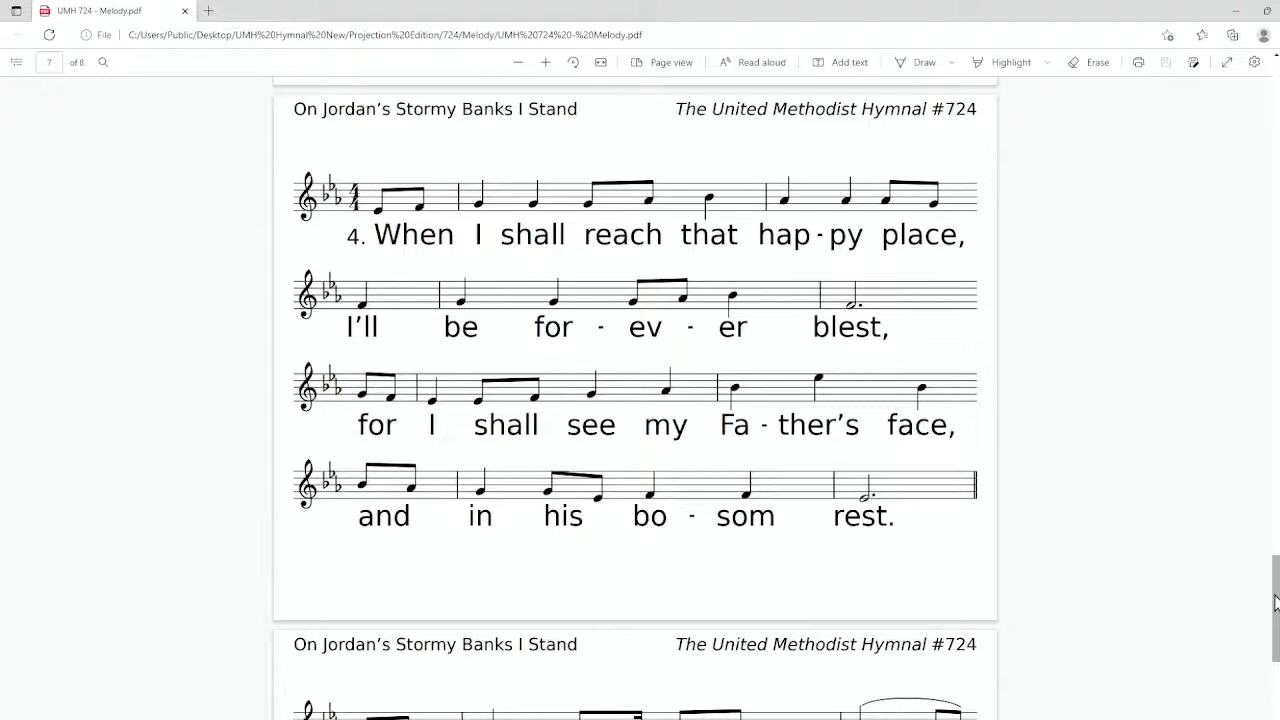 UMH 724 - Melody.pdf
File C:/Users/Public/Desktop/UMH%20Hymnal%20New/Projection%20Edition/724/Melody/UMH%20724%20-%20Melody.pdf
7 of 8 Page view Read aloud Add text Draw Highlight Erase
On Jordan’s Stormy Banks I Stand The United Methodist Hymnal #724
4. When I shall reach that hap - py place,
I’ll be for - ev - er blest,
for I shall see my Fa - ther’s face,
and in his bo - som rest.
On Jordan’s Stormy Banks I Stand The United Methodist Hymnal #724